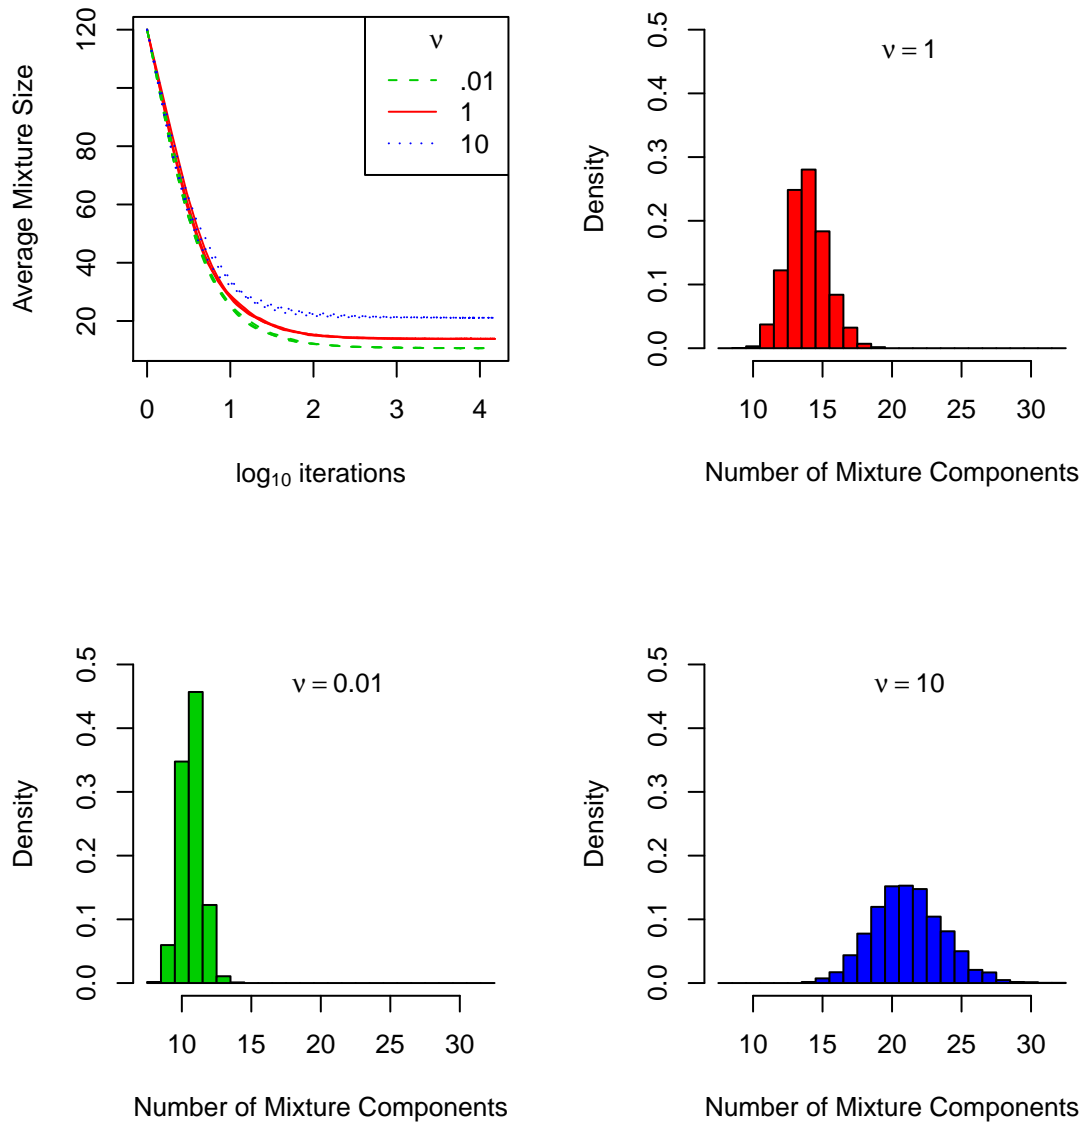 Average Mixture Size
120
80
60
40
20
0 1 2 3 4
log10 iterations
ν
.01
1
10
ν = 1
Density
0.5
0.4
0.3
0.2
0.1
0.0
10 15 20 25 30
Number of Mixture Components
ν = 0.01
Density
0.5
0.4
0.3
0.2
0.1
0.0
10 15 20 25 30
Number of Mixture Components
ν = 10
Density
0.5
0.4
0.3
0.2
0.1
0.0
10 15 20 25 30
Number of Mixture Components